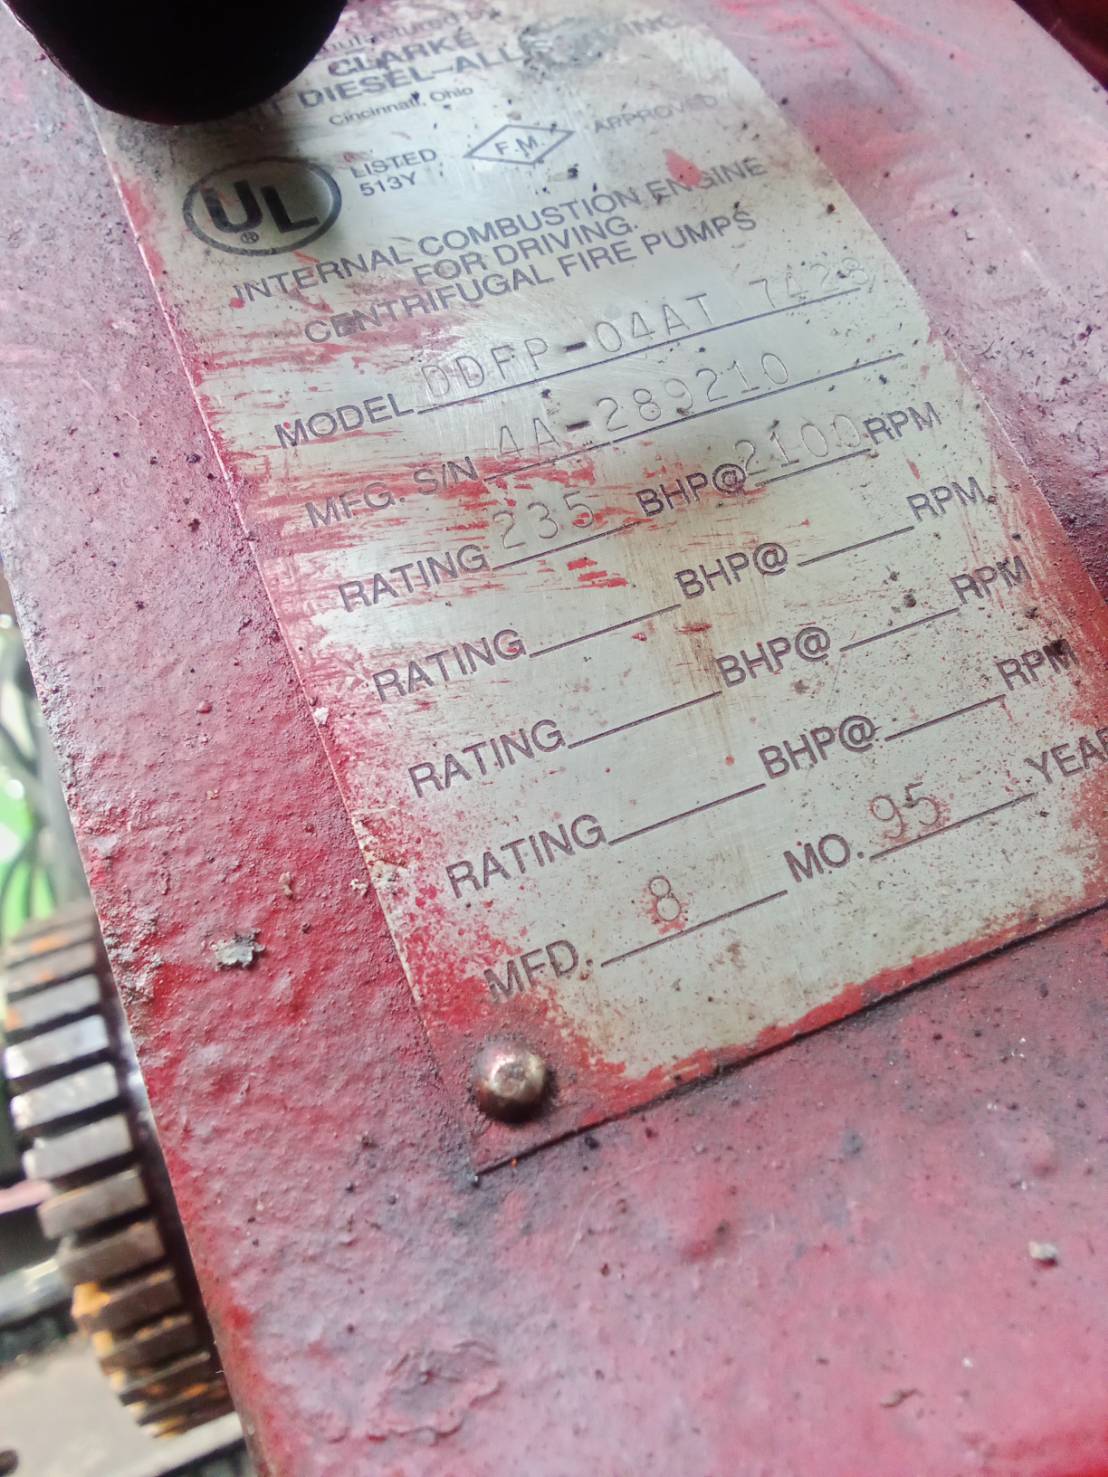 CLARKE
DIESEL-ALL
Cincinnati, Ohio
UL
®
LISTED
513Y
F.M.
APPROVED
INTERNAL COMBUSTION ENGINE
FOR DRIVING
CENTRIFUGAL FIRE PUMPS
MODEL DDFP-04AT 7423
MFG. S/N 4A-289210
RATING 235 BHP@ 2100 RPM
RATING BHP@ RPM
RATING BHP@ RPM
RATING BHP@ RPM
MFD. 8 MO. 95 YEAR